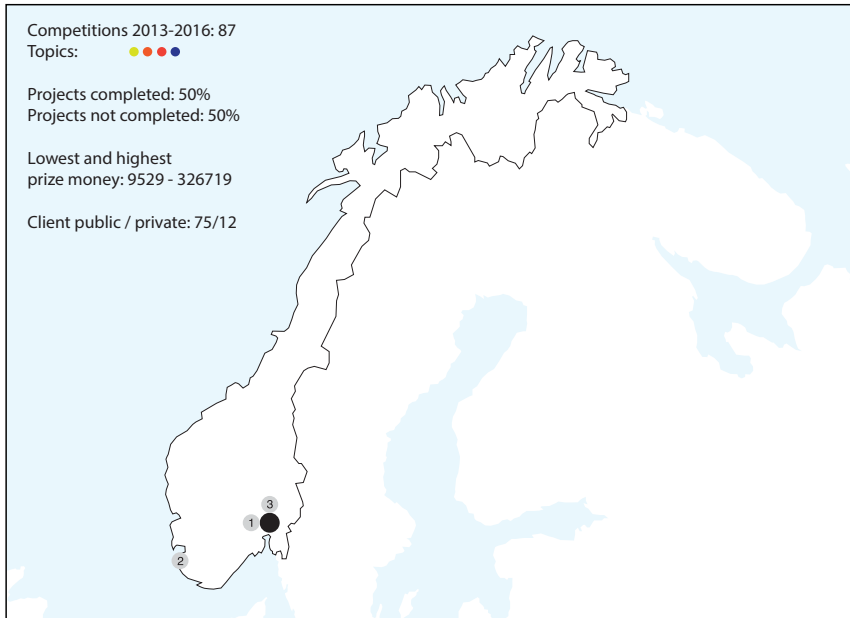 Competitions 2013-2016: 87
Topics:
Projects completed: 50%
Projects not completed: 50%
Lowest and highest
prize money: 9529 - 326719
Client public / private: 75/12
3
1
2